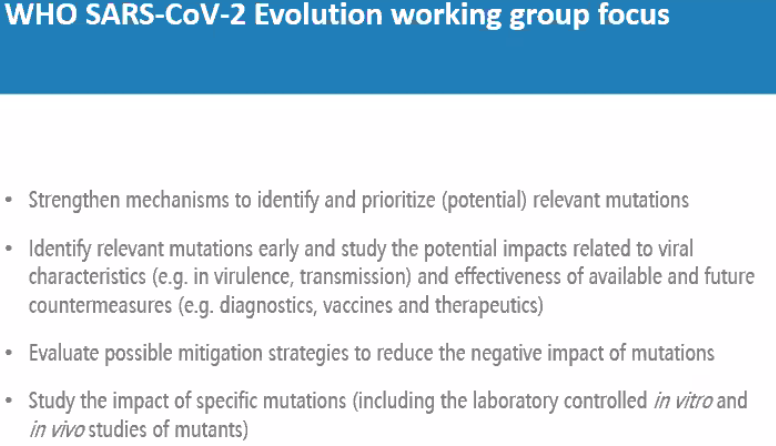 WHO SARS-CoV-2 Evolution working group focus
• Strengthen mechanisms to identify and prioritize (potential) relevant mutations
• Identify relevant mutations early and study the potential impacts related to viral
characteristics (e.g. in virulence, transmission) and effectiveness of available and future
countermeasures (e.g. diagnostics, vaccines and therapeutics)
• Evaluate possible mitigation strategies to reduce the negative impact of mutations
• Study the impact of specific mutations (including the laboratory controlled in vitro and
in vivo studies of mutants)